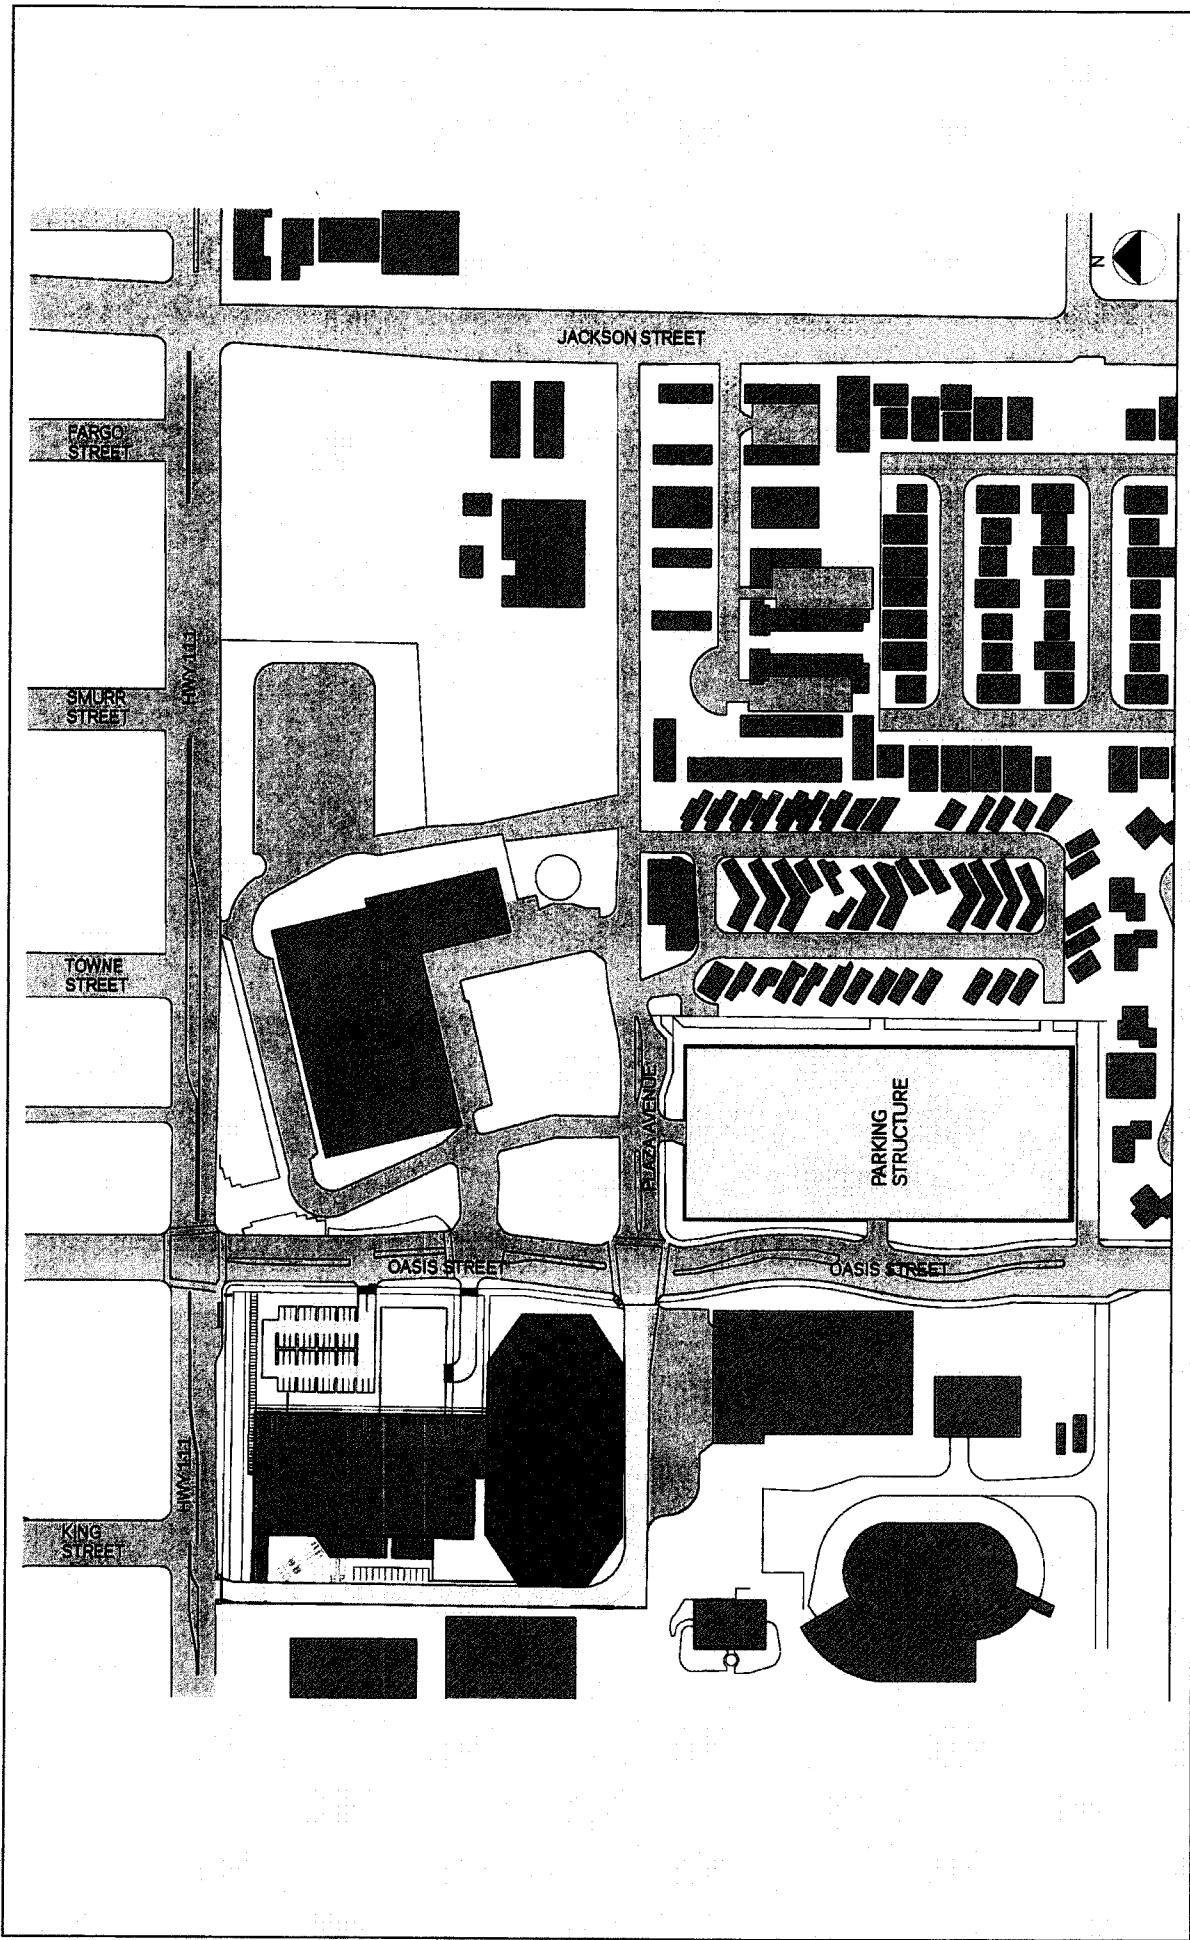 N
JACKSON STREET
FARGO
STREET
HWY 111
SMURR
STREET
TOWNE
STREET
PLAZA AVENUE
PARKING
STRUCTURE
OASIS STREET
OASIS STREET
HWY 111
KING
STREET